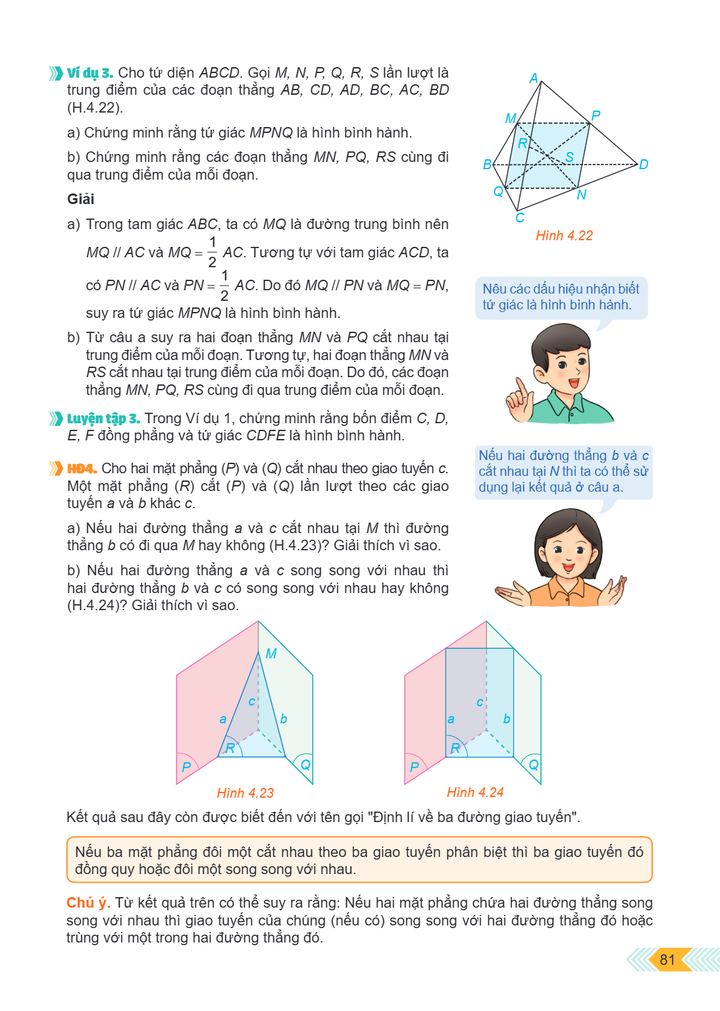 Ví dụ 3. Cho tứ diện ABCD. Gọi M, N, P, Q, R, S lần lượt là
trung điểm của các đoạn thẳng AB, CD, AD, BC, AC, BD
(H.4.22).
a) Chứng minh rằng tứ giác MPNQ là hình bình hành.
b) Chứng minh rằng các đoạn thẳng MN, PQ, RS cùng đi
qua trung điểm của mỗi đoạn.
A
M
P
R
B
S
D
Q
N
C
Hình 4.22
Giải
a) Trong tam giác ABC, ta có MQ là đường trung bình nên
MQ // AC và MQ = 1/2 AC. Tương tự với tam giác ACD, ta
có PN // AC và PN = 1/2 AC. Do đó MQ // PN và MQ = PN,
suy ra tứ giác MPNQ là hình bình hành.
b) Từ câu a suy ra hai đoạn thẳng MN và PQ cắt nhau tại
trung điểm của mỗi đoạn. Tương tự, hai đoạn thẳng MN và
RS cắt nhau tại trung điểm của mỗi đoạn. Do đó, các đoạn
thẳng MN, PQ, RS cùng đi qua trung điểm của mỗi đoạn.
Nêu các dấu hiệu nhận biết
tứ giác là hình bình hành.
Luyện tập 3. Trong Ví dụ 1, chứng minh rằng bốn điểm C, D,
E, F đồng phẳng và tứ giác CDFE là hình bình hành.
HĐ4. Cho hai mặt phẳng (P) và (Q) cắt nhau theo giao tuyến c.
Một mặt phẳng (R) cắt (P) và (Q) lần lượt theo các giao
tuyến a và b khác c.
a) Nếu hai đường thẳng a và c cắt nhau tại M thì đường
thẳng b có đi qua M hay không (H.4.23)? Giải thích vì sao.
b) Nếu hai đường thẳng a và c song song với nhau thì
hai đường thẳng b và c có song song với nhau hay không
(H.4.24)? Giải thích vì sao.
Nếu hai đường thẳng b và c
cắt nhau tại N thì ta có thể sử
dụng lại kết quả ở câu a.
M
c
a
b
R
P
Q
Hình 4.23
c
a
b
R
P
Q
Hình 4.24
Kết quả sau đây còn được biết đến với tên gọi "Định lí về ba đường giao tuyến".
Nếu ba mặt phẳng đôi một cắt nhau theo ba giao tuyến phân biệt thì ba giao tuyến đó
đồng quy hoặc đôi một song song với nhau.
Chú ý. Từ kết quả trên có thể suy ra rằng: Nếu hai mặt phẳng chứa hai đường thẳng song
song với nhau thì giao tuyến của chúng (nếu có) song song với hai đường thẳng đó hoặc
trùng với một trong hai đường thẳng đó.
81